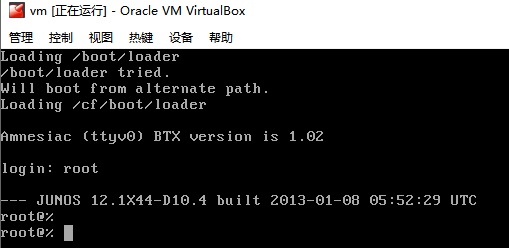 vm [正在运行] - Oracle VM VirtualBox
管理 控制 视图 热键 设备 帮助
Loading /boot/loader
/boot/loader tried.
Will boot from alternate path.
Loading /cf/boot/loader
Amnesiac (ttyv0) BTX version is 1.02
login: root
--- JUNOS 12.1X44-D10.4 built 2013-01-08 05:52:29 UTC
root@%
root@%